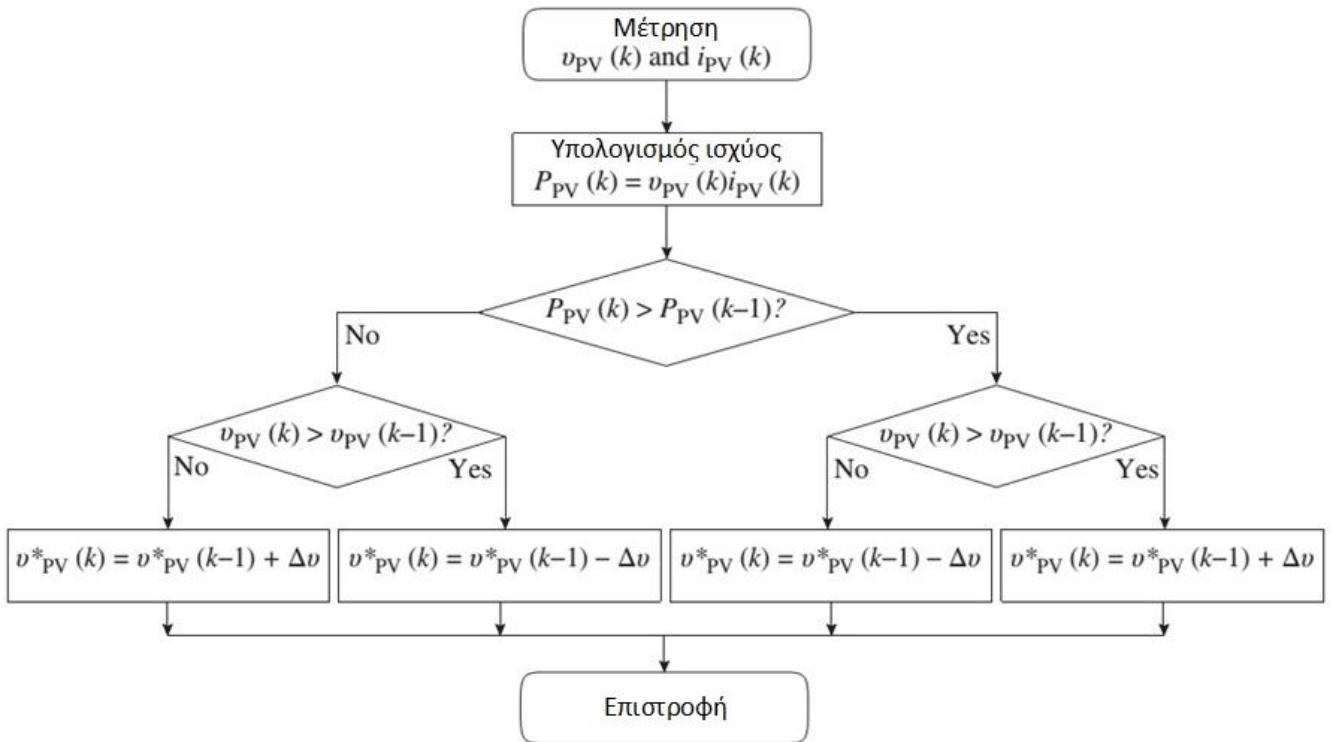 Μέτρηση
υPV (k) and iPV (k)
Υπολογισμός ισχύος
PPV (k) = υPV (k)iPV (k)
PPV (k) > PPV (k–1)?
No
Yes
υPV (k) > υPV (k–1)?
υPV (k) > υPV (k–1)?
No
Yes
No
Yes
υ*PV (k) = υ*PV (k–1) + Δυ
υ*PV (k) = υ*PV (k–1) – Δυ
υ*PV (k) = υ*PV (k–1) – Δυ
υ*PV (k) = υ*PV (k–1) + Δυ
Επιστροφή